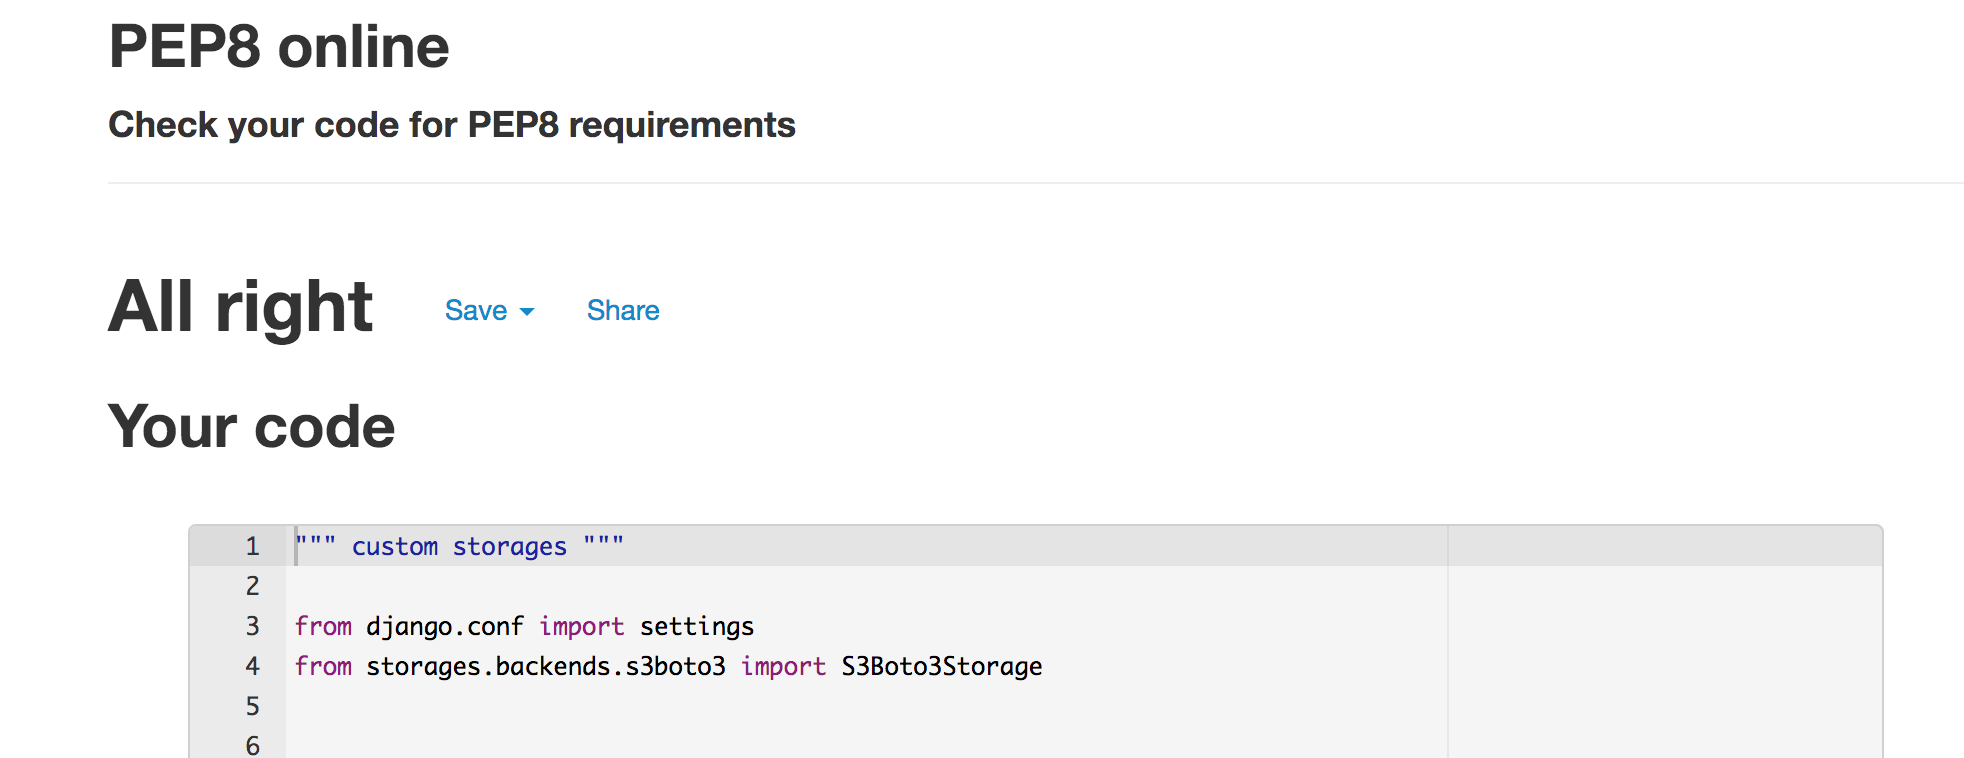 PEP8 online
Check your code for PEP8 requirements
All right Save Share
Your code
1 """ custom storages """
2
3 from django.conf import settings
4 from storages.backends.s3boto3 import S3Boto3Storage
5
6